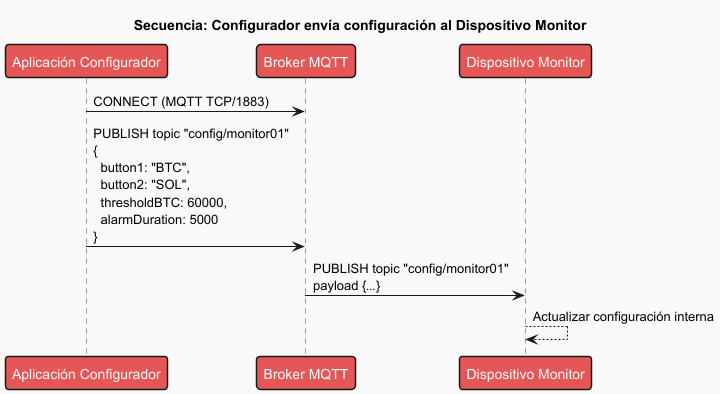 Secuencia: Configurador envía configuración al Dispositivo Monitor
Aplicación Configurador
Broker MQTT
Dispositivo Monitor
CONNECT (MQTT TCP/1883)
PUBLISH topic "config/monitor01"
{
button1: "BTC",
button2: "SOL",
thresholdBTC: 60000,
alarmDuration: 5000
}
PUBLISH topic "config/monitor01"
payload {...}
Actualizar configuración interna
Aplicación Configurador
Broker MQTT
Dispositivo Monitor